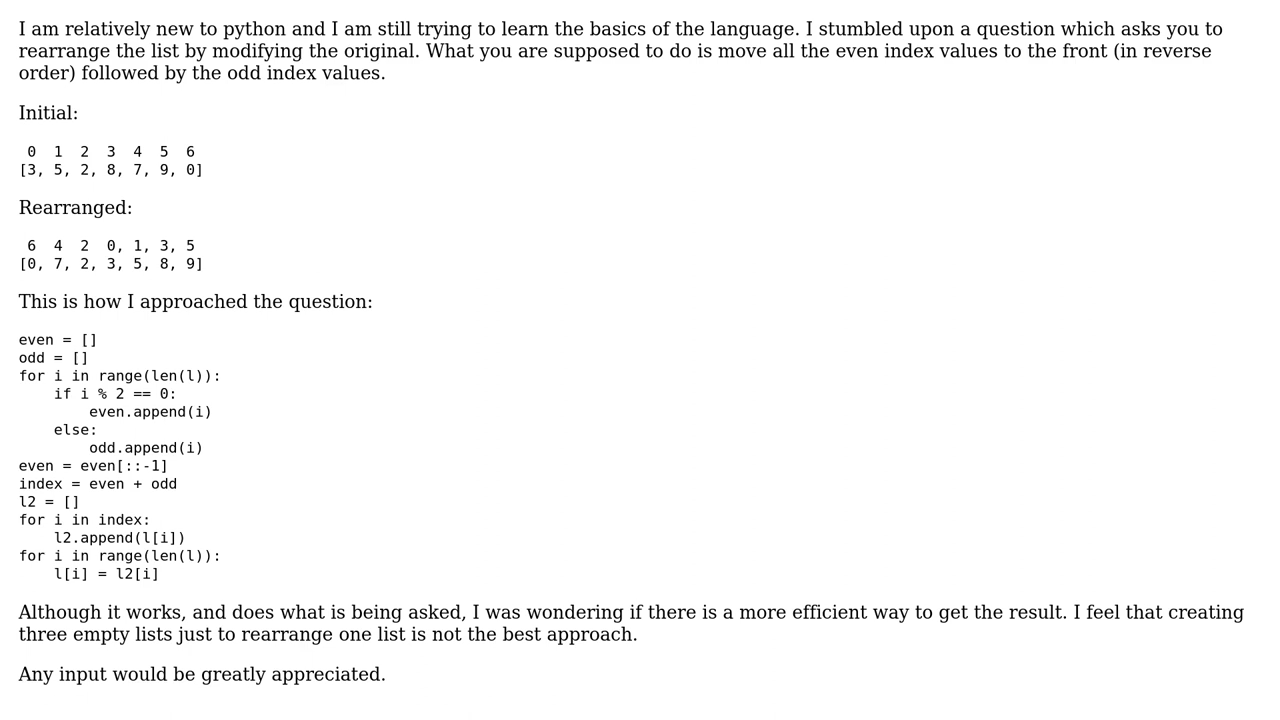 I am relatively new to python and I am still trying to learn the basics of the language. I stumbled upon a question which asks you to
rearrange the list by modifying the original. What you are supposed to do is move all the even index values to the front (in reverse
order) followed by the odd index values.
Initial:
 0  1  2  3  4  5  6
[3, 5, 2, 8, 7, 9, 0]
Rearranged:
 6  4  2  0, 1, 3, 5
[0, 7, 2, 3, 5, 8, 9]
This is how I approached the question:
even = []
odd = []
for i in range(len(l)):
    if i % 2 == 0:
        even.append(i)
    else:
        odd.append(i)
even = even[::-1]
index = even + odd
l2 = []
for i in index:
    l2.append(l[i])
for i in range(len(l)):
    l[i] = l2[i]
Although it works, and does what is being asked, I was wondering if there is a more efficient way to get the result. I feel that creating
three empty lists just to rearrange one list is not the best approach.
Any input would be greatly appreciated.